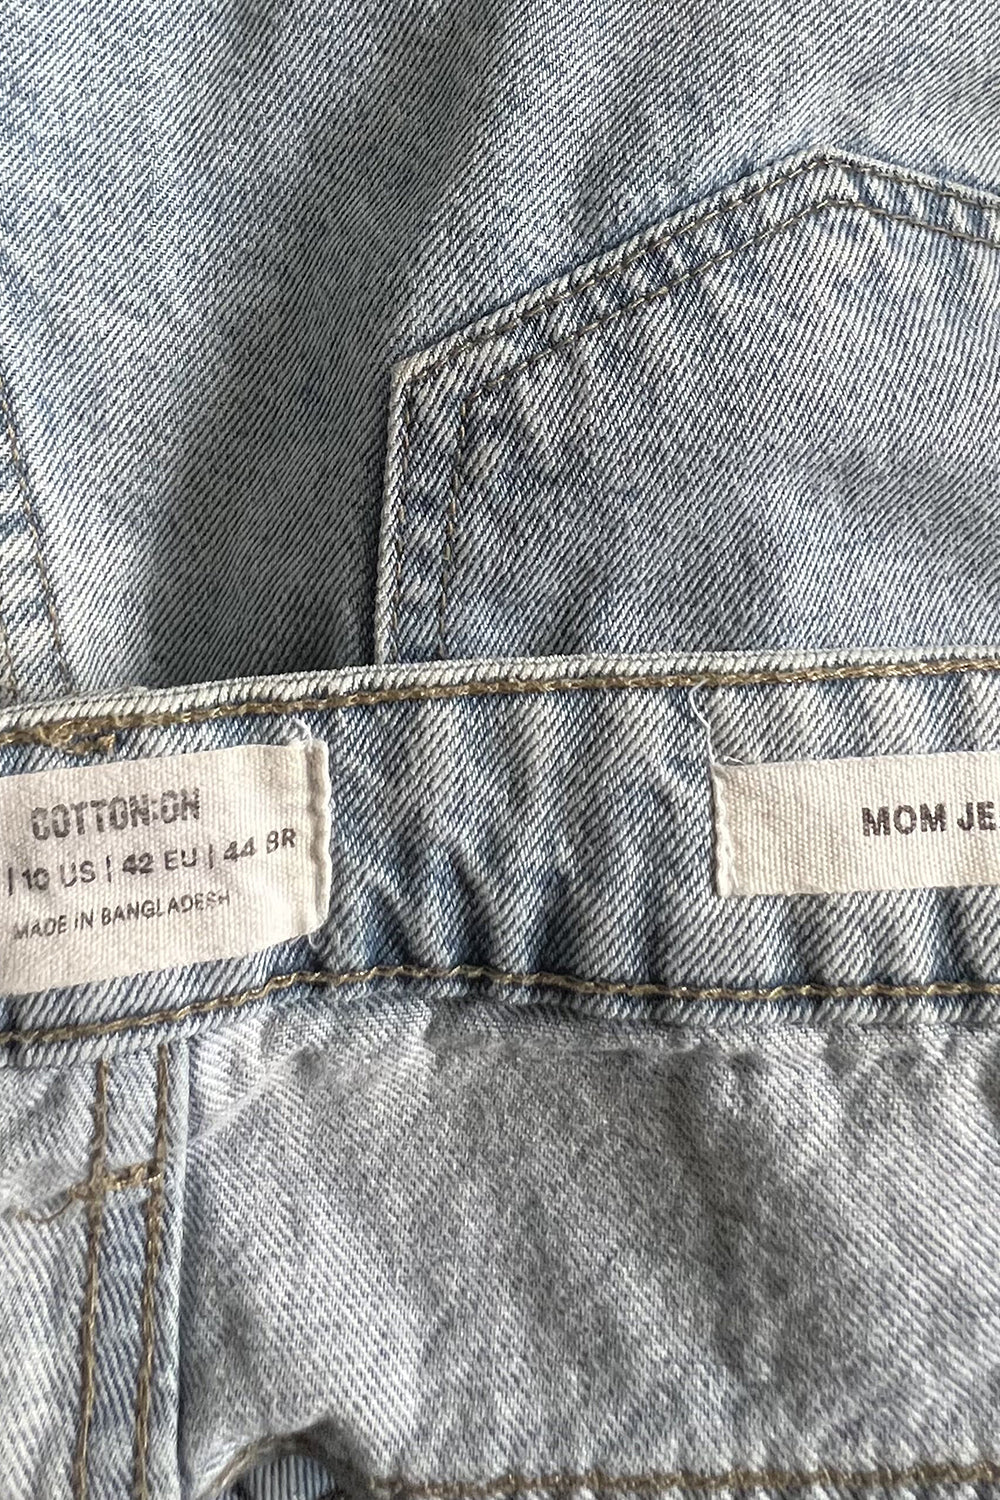 COTTON:ON
| 10 US | 42 EU | 44 BR
MADE IN BANGLADESH
MOM JE